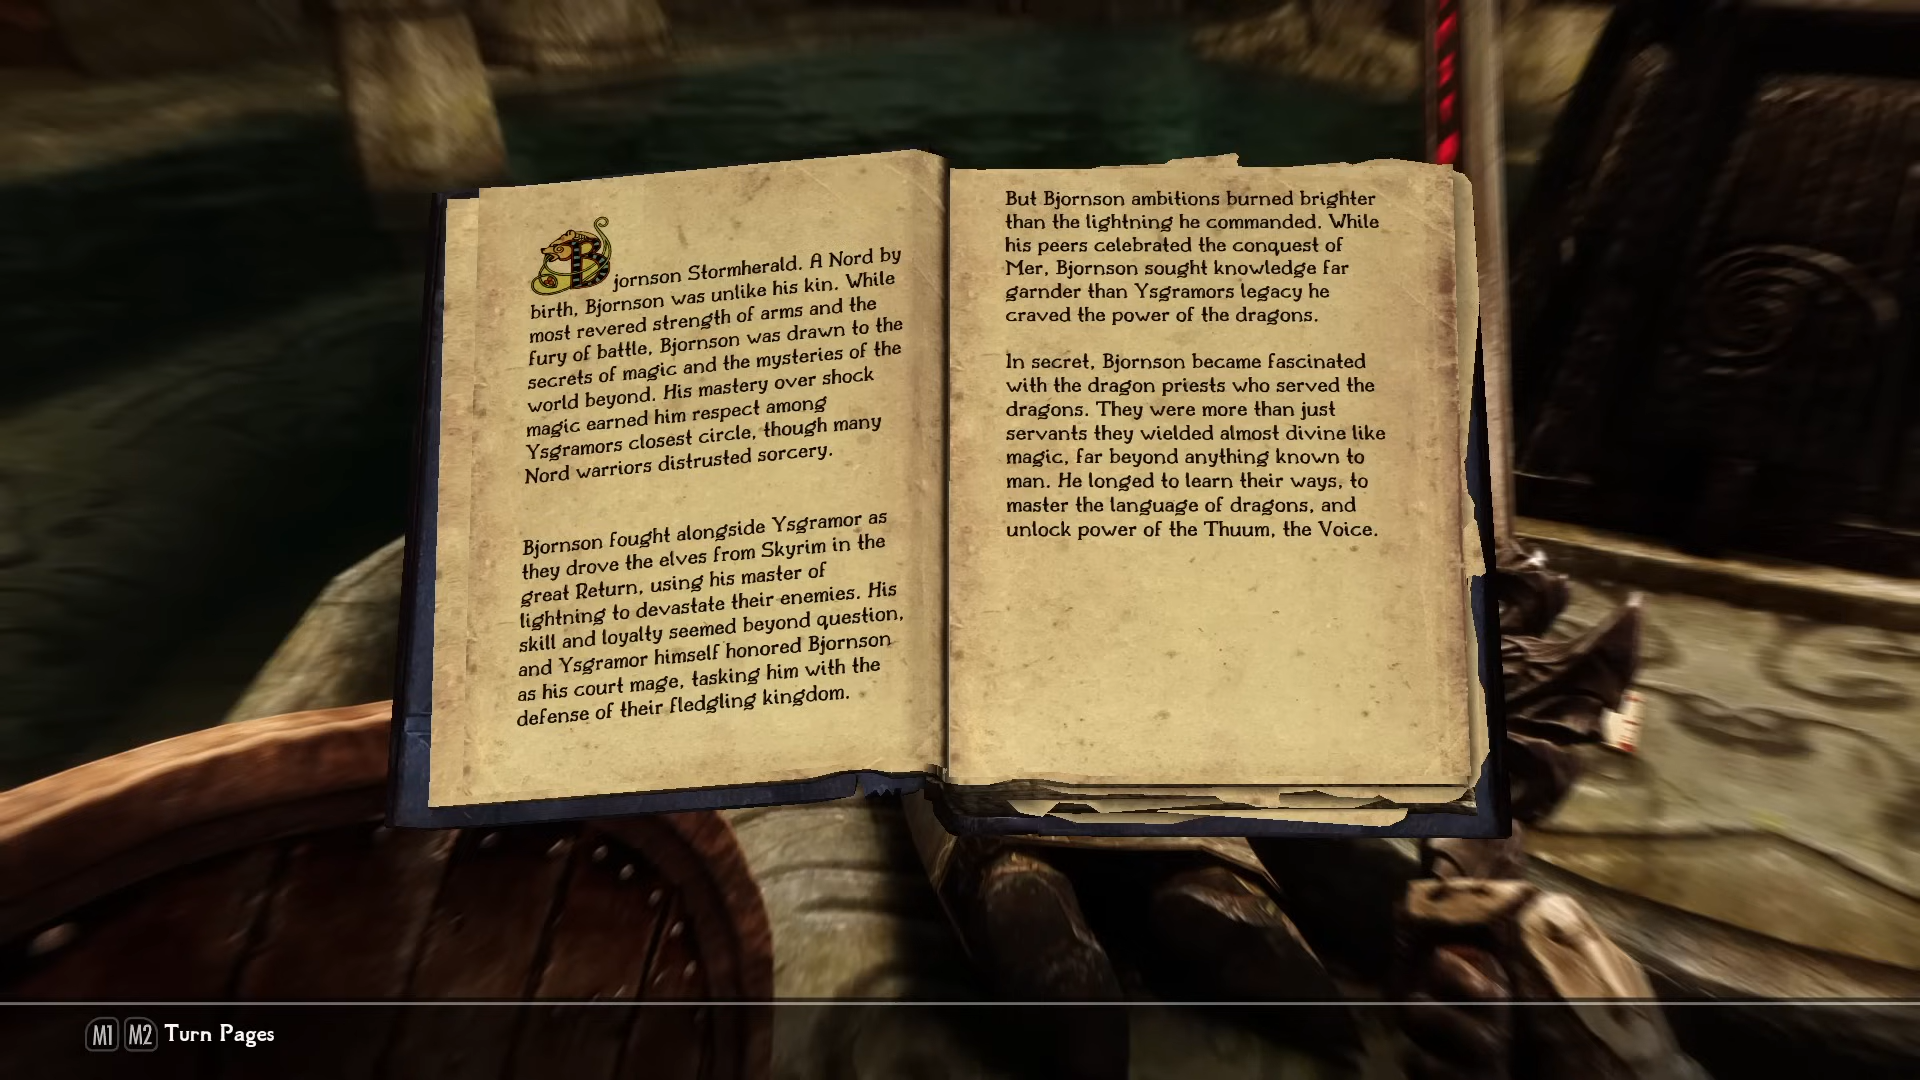 Bjornson Stormherald. A Nord by
birth, Bjornson was unlike his kin. While
most revered strength of arms and the
fury of battle, Bjornson was drawn to the
secrets of magic and the mysteries of the
world beyond. His mastery over shock
magic earned him respect among
Ysgramors closest circle, though many
Nord warriors distrusted sorcery.
Bjornson fought alongside Ysgramor as
they drove the elves from Skyrim in the
great Return, using his master of
lightning to devastate their enemies. His
skill and loyalty seemed beyond question,
and Ysgramor himself honored Bjornson
as his court mage, tasking him with the
defense of their fledgling kingdom.
But Bjornson ambitions burned brighter
than the lightning he commanded. While
his peers celebrated the conquest of
Mer, Bjornson sought knowledge far
garnder than Ysgramors legacy he
craved the power of the dragons.
In secret, Bjornson became fascinated
with the dragon priests who served the
dragons. They were more than just
servants they wielded almost divine like
magic, far beyond anything known to
man. He longed to learn their ways, to
master the language of dragons, and
unlock power of the Thuum, the Voice.
M1 M2 Turn Pages